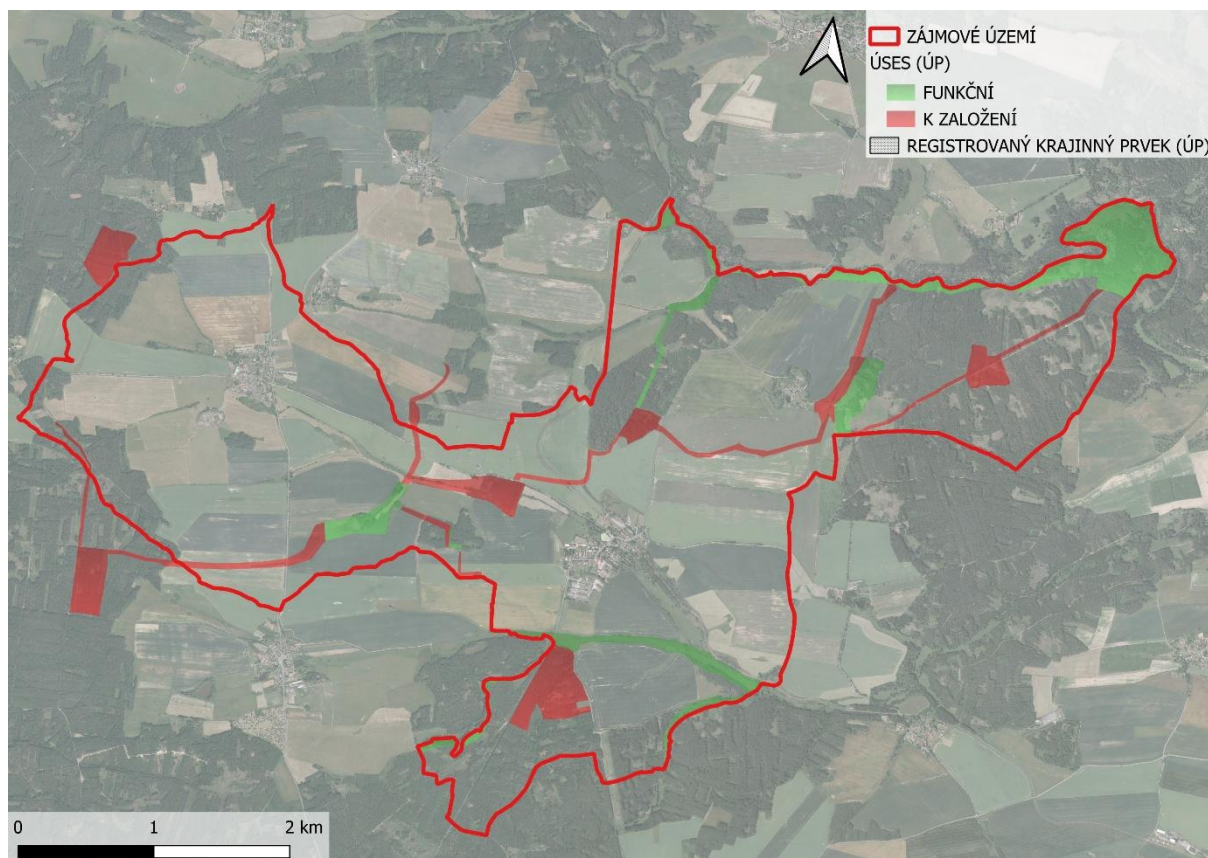 ZÁJMOVÉ ÚZEMÍ
ÚSES (ÚP)
FUNKČNÍ
K ZALOŽENÍ
REGISTROVANÝ KRAJINNÝ PRVEK (ÚP)
0 1 2 km